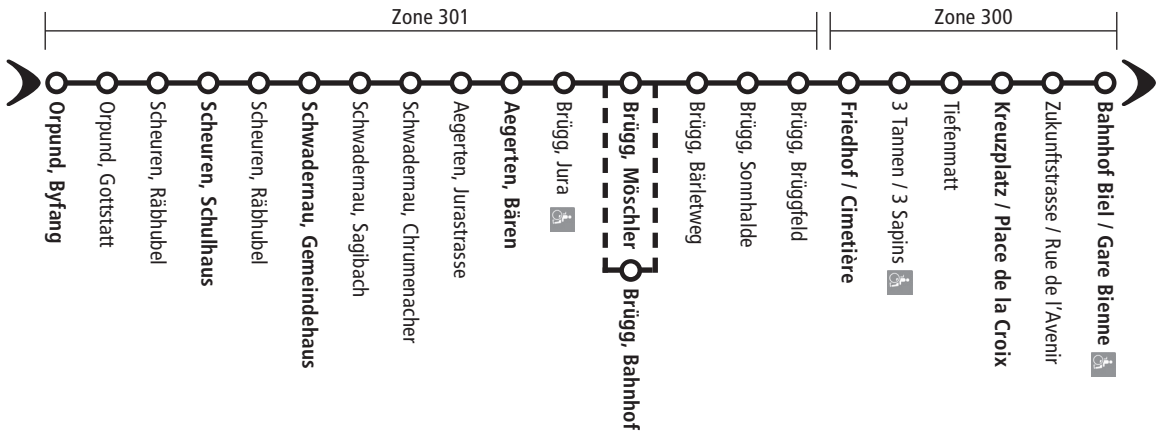 Zone 301
Zone 300
Orpund, Byfang
Orpund, Gottstatt
Scheuren, Räbhubel
Scheuren, Schulhaus
Scheuren, Räbhubel
Schwadernau, Gemeindehaus
Schwadernau, Sagibach
Schwadernau, Chrumenacher
Aegerten, Jurastrasse
Aegerten, Bären
Brügg, Jura
Brügg, Möschler
Brügg, Bahnhof
Brügg, Bärletweg
Brügg, Sonnhalde
Brügg, Brüggfeld
Friedhof / Cimetière
3 Tannen / 3 Sapins
Tiefenmatt
Kreuzplatz / Place de la Croix
Zukunftstrasse / Rue de l'Avenir
Bahnhof Biel / Gare Bienne